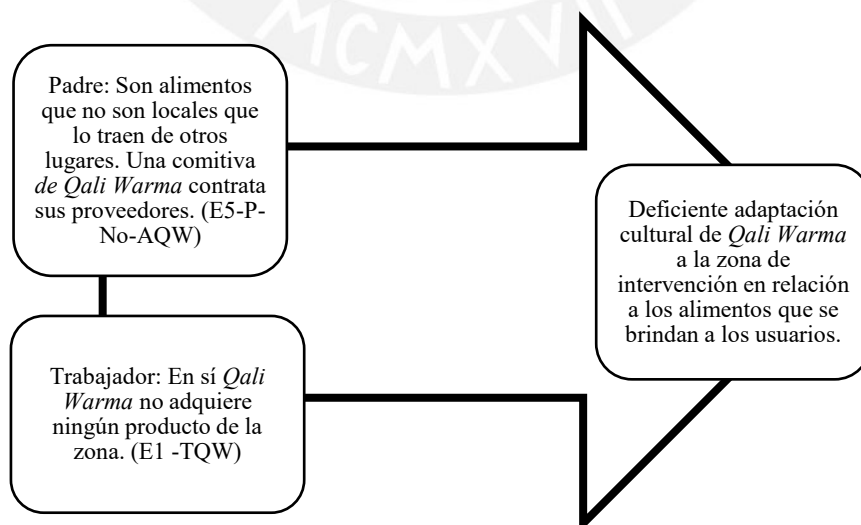 MCMXVII
Padre: Son alimentos
que no son locales que
lo traen de otros
lugares. Una comitiva
de Qali Warma contrata
sus proveedores. (E5-P-
No-AQW)
Deficiente adaptación
cultural de Qali Warma
a la zona de
intervención en relación
a los alimentos que se
brindan a los usuarios.
Trabajador: En sí Qali
Warma no adquiere
ningún producto de la
zona. (E1 -TQW)